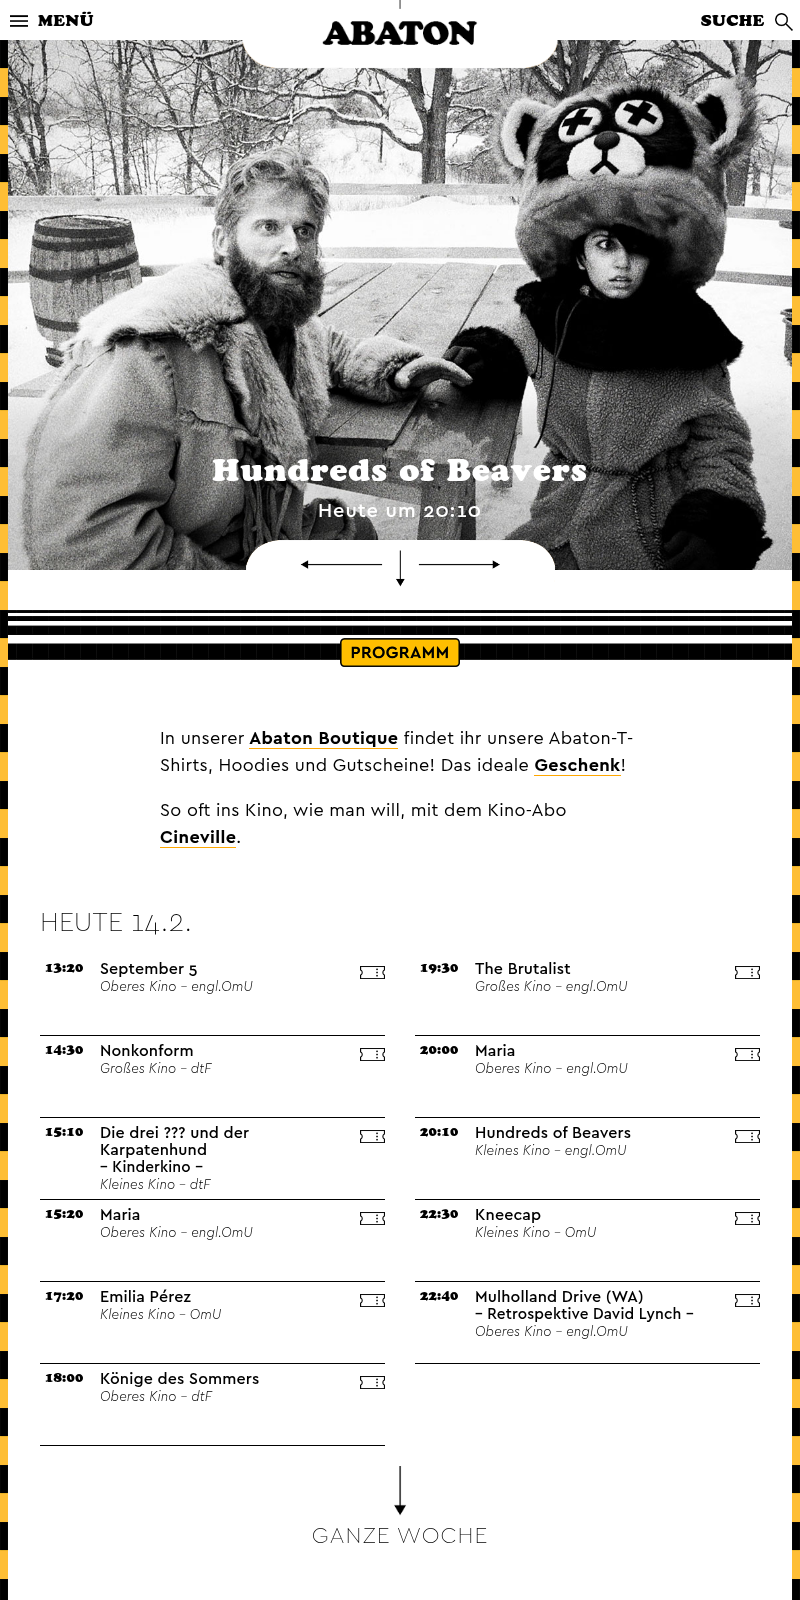 MENÜ
ABATON
SUCHE
Hundreds of Beavers
Heute um 20:10
PROGRAMM
In unserer Abaton Boutique findet ihr unsere Abaton-T-
Shirts, Hoodies und Gutscheine! Das ideale Geschenk!
So oft ins Kino, wie man will, mit dem Kino-Abo
Cineville.
HEUTE 14.2.
13:20 September 5
Oberes Kino – engl.OmU
14:30 Nonkonform
Großes Kino – dtF
15:10 Die drei ??? und der
Karpatenhund
– Kinderkino –
Kleines Kino – dtF
15:20 Maria
Oberes Kino – engl.OmU
17:20 Emilia Pérez
Kleines Kino – OmU
18:00 Könige des Sommers
Oberes Kino – dtF
19:30 The Brutalist
Großes Kino – engl.OmU
20:00 Maria
Oberes Kino – engl.OmU
20:10 Hundreds of Beavers
Kleines Kino – engl.OmU
22:30 Kneecap
Kleines Kino – OmU
22:40 Mulholland Drive (WA)
– Retrospektive David Lynch –
Oberes Kino – engl.OmU
GANZE WOCHE